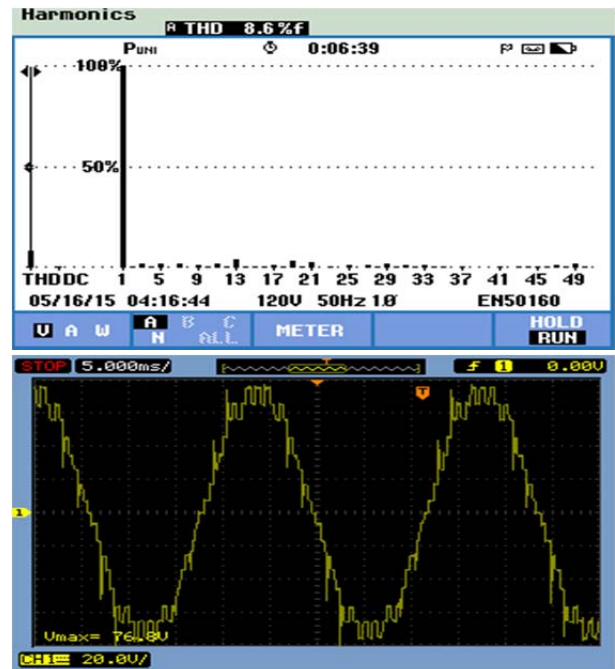 Harmonics
A THD 8.6%f
PUNI 0:06:39
100%
50%
THDDC 1 5 9 13 17 21 25 29 33 37 41 45 49
05/16/15 04:16:44 120V 50Hz 1Ø EN50160
U A W A B C N ALL METER HOLD RUN
STOP 5.000ms/ T 1 0.00V
T
1
Vmax= 76.8V
CH1 20.0V/